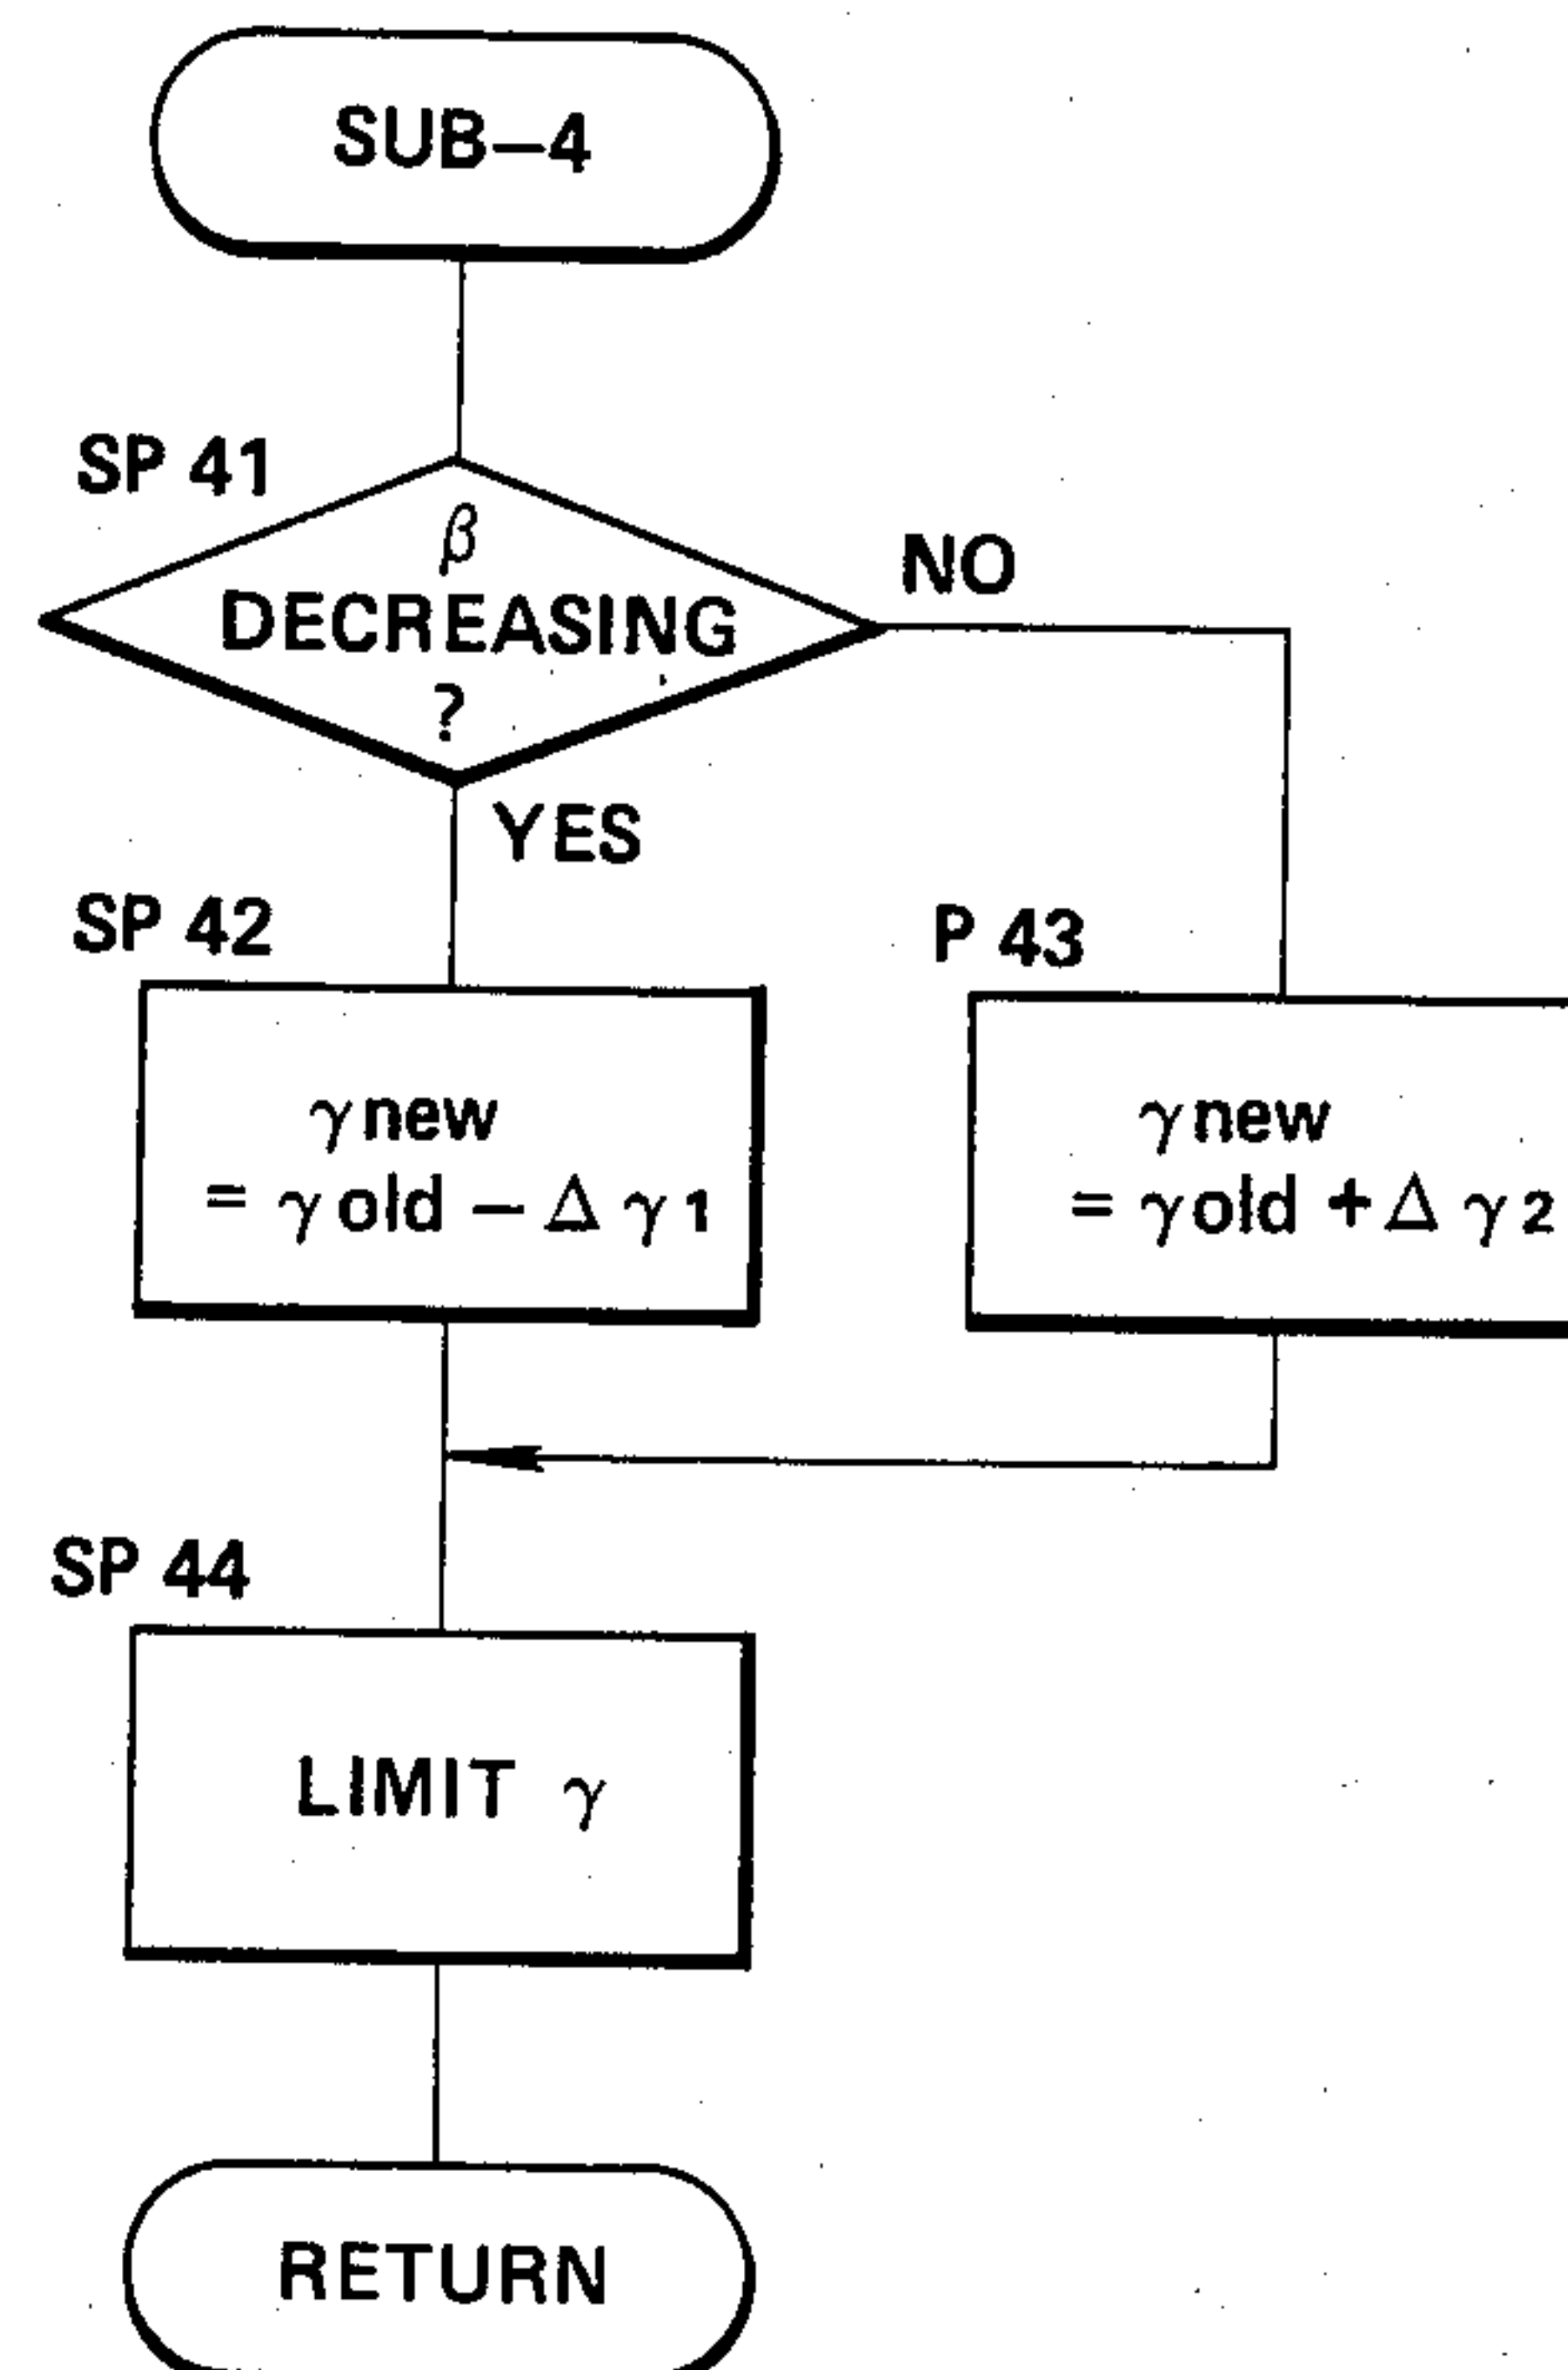 SUB–4
SP 41
β
DECREASING
?
NO
YES
SP 42
P 43
γ new
= γ old – Δ γ 1
γ new
= γ old + Δ γ 2
SP 44
LIMIT γ
RETURN